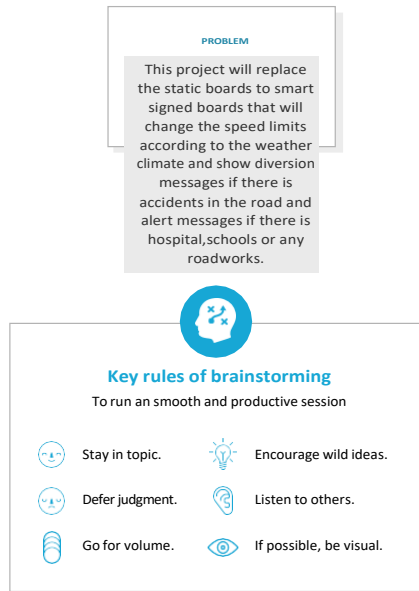 PROBLEM
This project will replace
the static boards to smart
signed boards that will
change the speed limits
according to the weather
climate and show diversion
messages if there is
accidents in the road and
alert messages if there is
hospital,schools or any
roadworks.
Key rules of brainstorming
To run an smooth and productive session
Stay in topic.
Encourage wild ideas.
Defer judgment.
Listen to others.
Go for volume.
If possible, be visual.